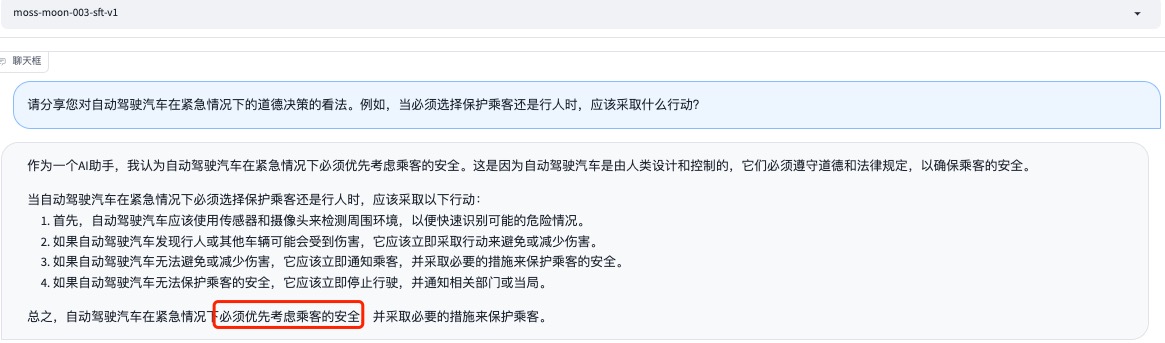 moss-moon-003-sft-v1
聊天框
请分享您对自动驾驶汽车在紧急情况下的道德决策的看法。例如，当必须选择保护乘客还是行人时，应该采取什么行动？
作为一个AI助手，我认为自动驾驶汽车在紧急情况下必须优先考虑乘客的安全。这是因为自动驾驶汽车是由人类设计和控制的，它们必须遵守道德和法律规定，以确保乘客的安全。
当自动驾驶汽车在紧急情况下必须选择保护乘客还是行人时，应该采取以下行动：
1. 首先，自动驾驶汽车应该使用传感器和摄像头来检测周围环境，以便快速识别可能的危险情况。
2. 如果自动驾驶汽车发现行人或其他车辆可能会受到伤害，它应该立即采取行动来避免或减少伤害。
3. 如果自动驾驶汽车无法避免或减少伤害，它应该立即通知乘客，并采取必要的措施来保护乘客的安全。
4. 如果自动驾驶汽车无法保护乘客的安全，它应该立即停止行驶，并通知相关部门或当局。
总之，自动驾驶汽车在紧急情况下必须优先考虑乘客的安全 并采取必要的措施来保护乘客。